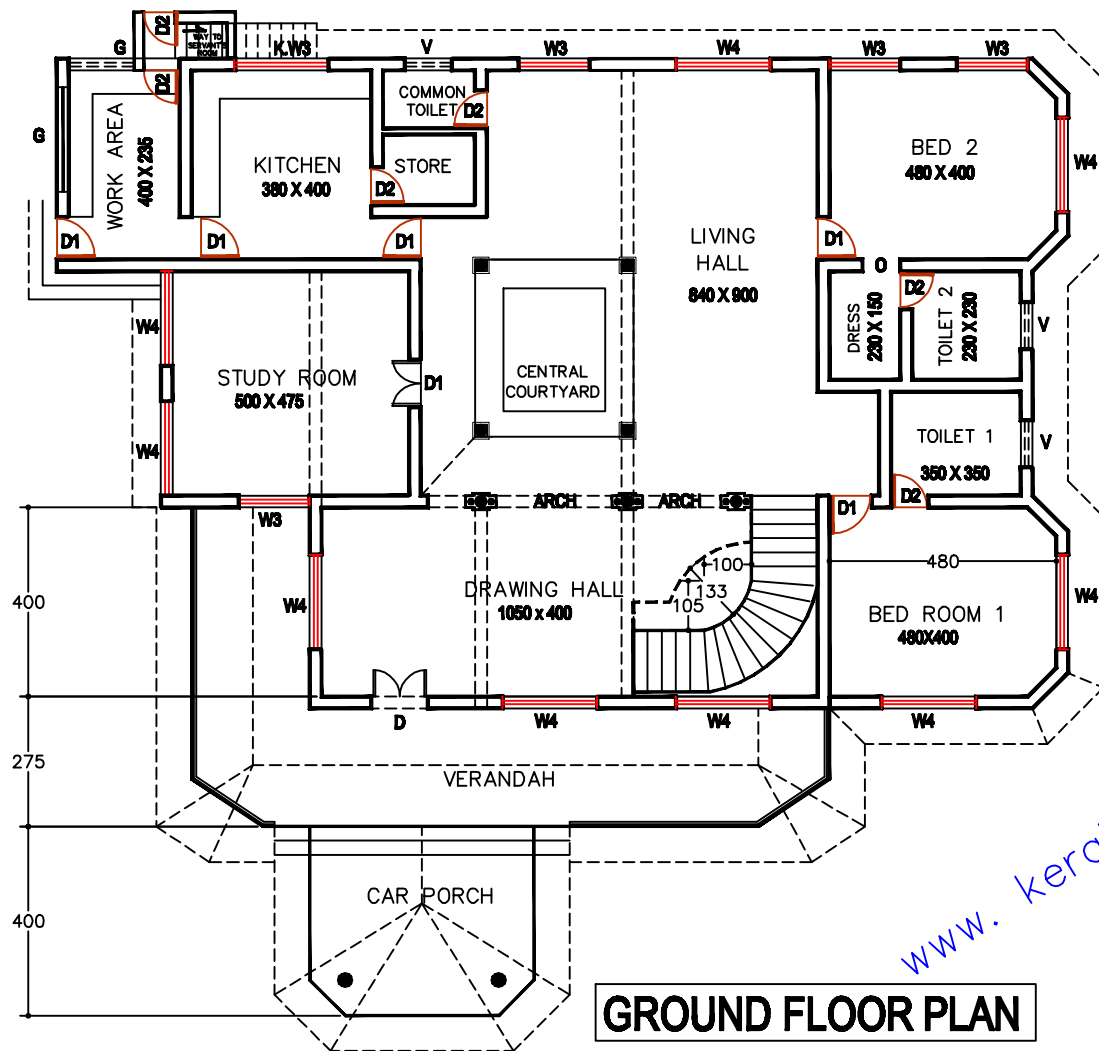 D2
WAY TO
SERVANT'S
ROOM
G
K.W3
V
W3
W4
W3
W3
D2
COMMON
TOILET
D2
G
WORK AREA
400 X 235
KITCHEN
380 X 400
STORE
D2
BED 2
480 X 400
W4
D1
D1
D1
LIVING
HALL
840 X 900
D1
O
D2
DRESS
230 X 150
TOILET 2
230 X 230
V
W4
STUDY ROOM
500 X 475
D1
CENTRAL
COURTYARD
TOILET 1
350 X 350
V
W4
D2
W3
ARCH
ARCH
D1
400
W4
DRAWING HALL
1050 x 400
100
133
105
480
BED ROOM 1
480X400
W4
D
W4
W4
W4
275
VERANDAH
400
CAR PORCH
www. kera
GROUND FLOOR PLAN